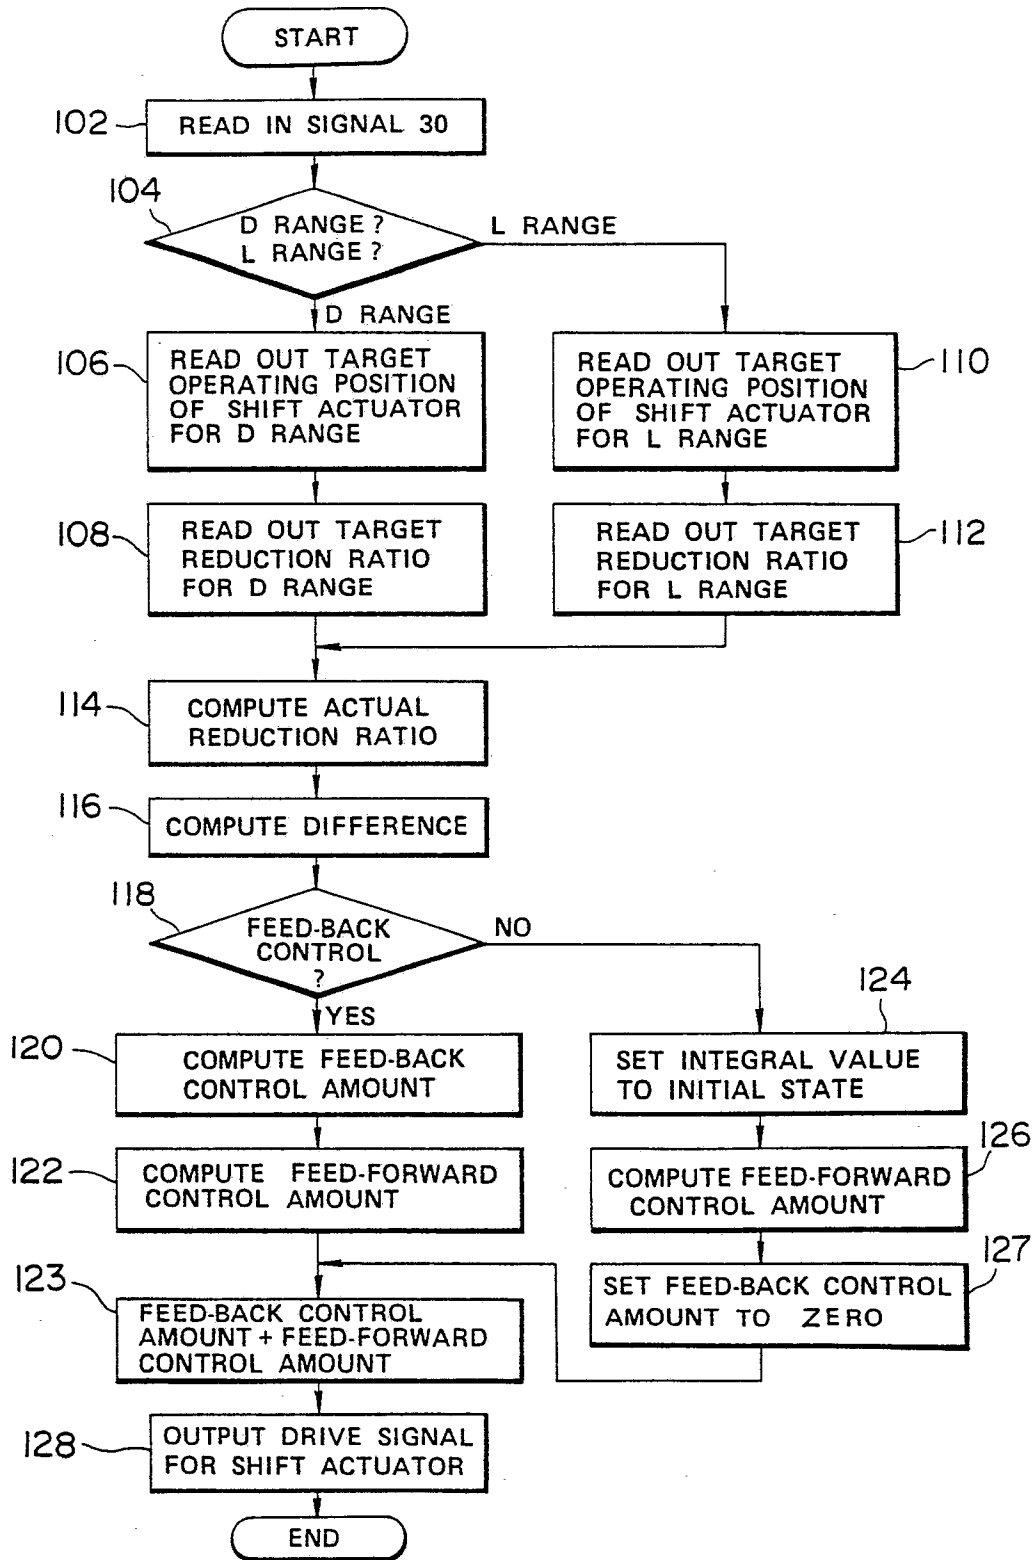 START
102
READ IN SIGNAL 30
104
D RANGE?
L RANGE?
L RANGE
D RANGE
106
READ OUT TARGET
OPERATING POSITION
OF SHIFT ACTUATOR
FOR D RANGE
READ OUT TARGET
OPERATING POSITION
OF SHIFT ACTUATOR
FOR L RANGE
110
108
READ OUT TARGET
REDUCTION RATIO
FOR D RANGE
READ OUT TARGET
REDUCTION RATIO
FOR L RANGE
112
114
COMPUTE ACTUAL
REDUCTION RATIO
116
COMPUTE DIFFERENCE
118
FEED-BACK
CONTROL
?
NO
YES
120
COMPUTE FEED-BACK
CONTROL AMOUNT
124
SET INTEGRAL VALUE
TO INITIAL STATE
122
COMPUTE FEED-FORWARD
CONTROL AMOUNT
126
COMPUTE FEED-FORWARD
CONTROL AMOUNT
127
SET FEED-BACK CONTROL
AMOUNT TO ZERO
123
FEED-BACK CONTROL
AMOUNT + FEED-FORWARD
CONTROL AMOUNT
128
OUTPUT DRIVE SIGNAL
FOR SHIFT ACTUATOR
END